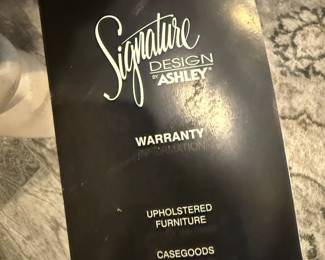 Signature
DESIGN
BY ASHLEY®
WARRANTY
INFORMATION
UPHOLSTERED
FURNITURE
CASEGOODS